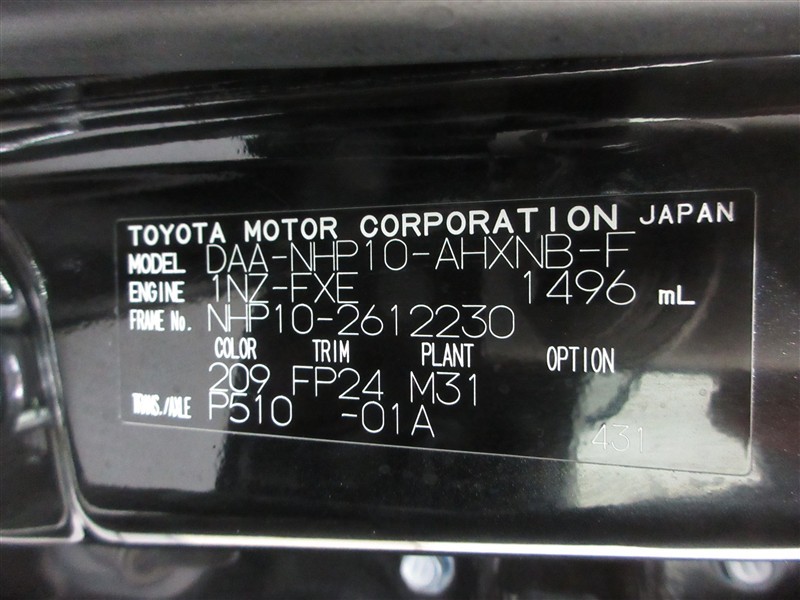 TOYOTA MOTOR CORPORATION JAPAN
MODEL DAA-NHP10-AHXNB-F
ENGINE 1NZ-FXE 1496 mL
FRAME No. NHP10-2612230
COLOR TRIM PLANT OPTION
209 FP24 M31
TRANS./AXLE P510 -01A
431